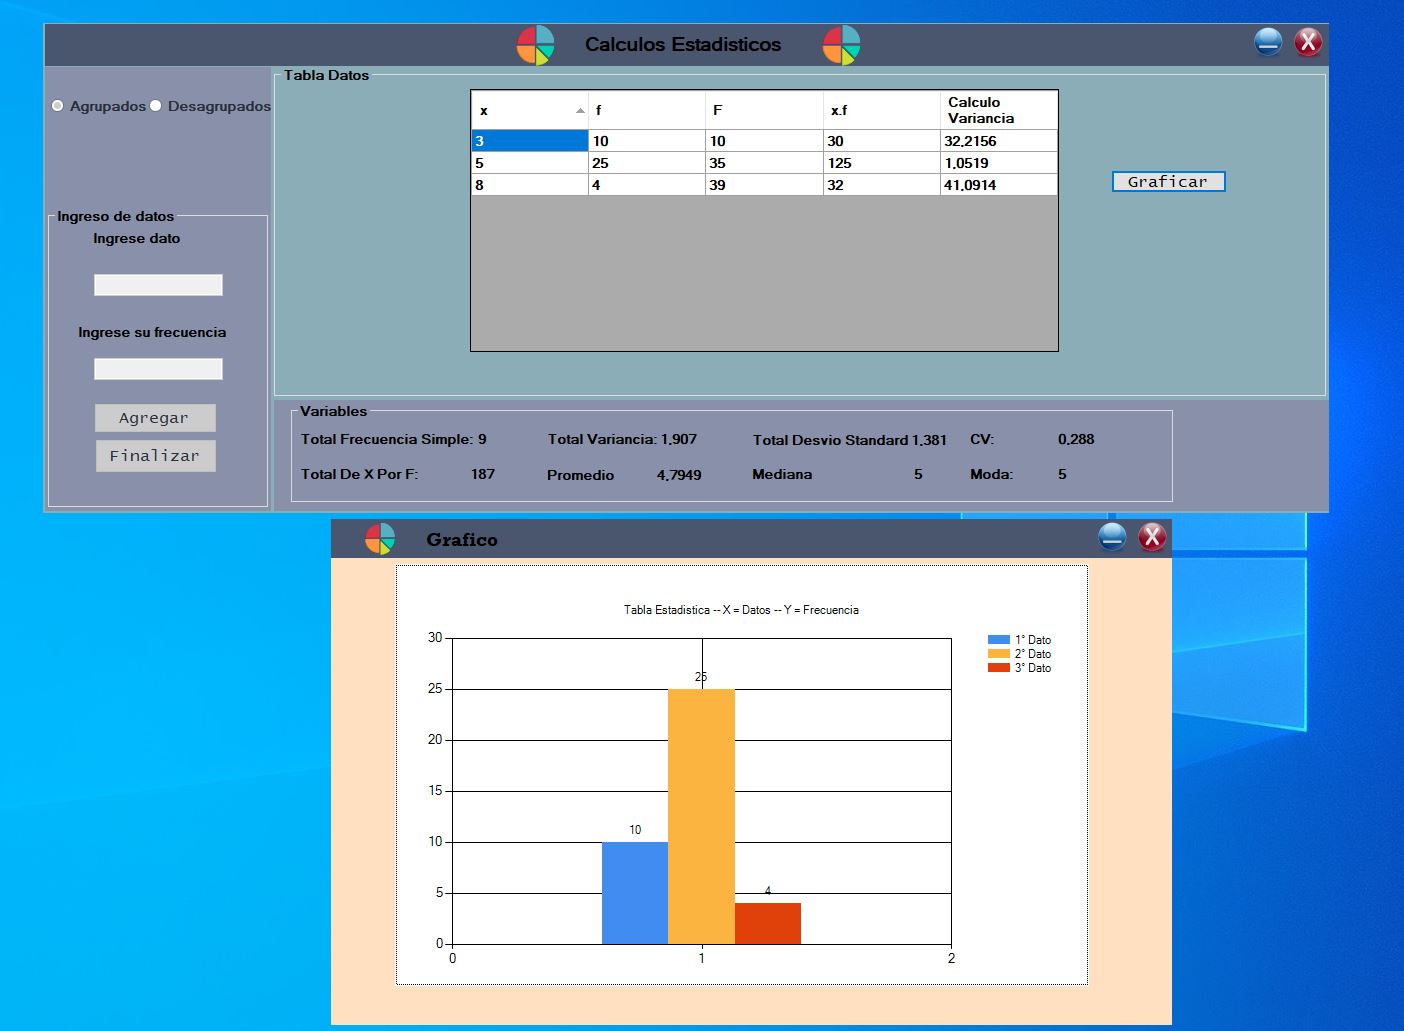 Calculos Estadisticos
Agrupados Desagrupados
Tabla Datos
x f F x.f Calculo Variancia
3 10 10 30 32,2156
5 25 35 125 1,0519
8 4 39 32 41,0914
Graficar
Ingreso de datos
Ingrese dato
Ingrese su frecuencia
Agregar
Finalizar
Variables
Total Frecuencia Simple: 9 Total Variancia: 1,907 Total Desvio Standard 1,381 CV: 0,288
Total De X Por F: 187 Promedio 4,7949 Mediana 5 Moda: 5
Grafico
Tabla Estadistica -- X = Datos -- Y = Frecuencia
1° Dato
2° Dato
3° Dato
30
25
20
15
10
5
0
25
10
4
0 1 2